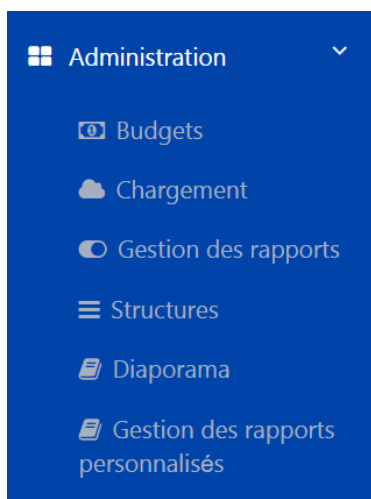 Administration
Budgets
Chargement
Gestion des rapports
Structures
Diaporama
Gestion des rapports
personnalisés